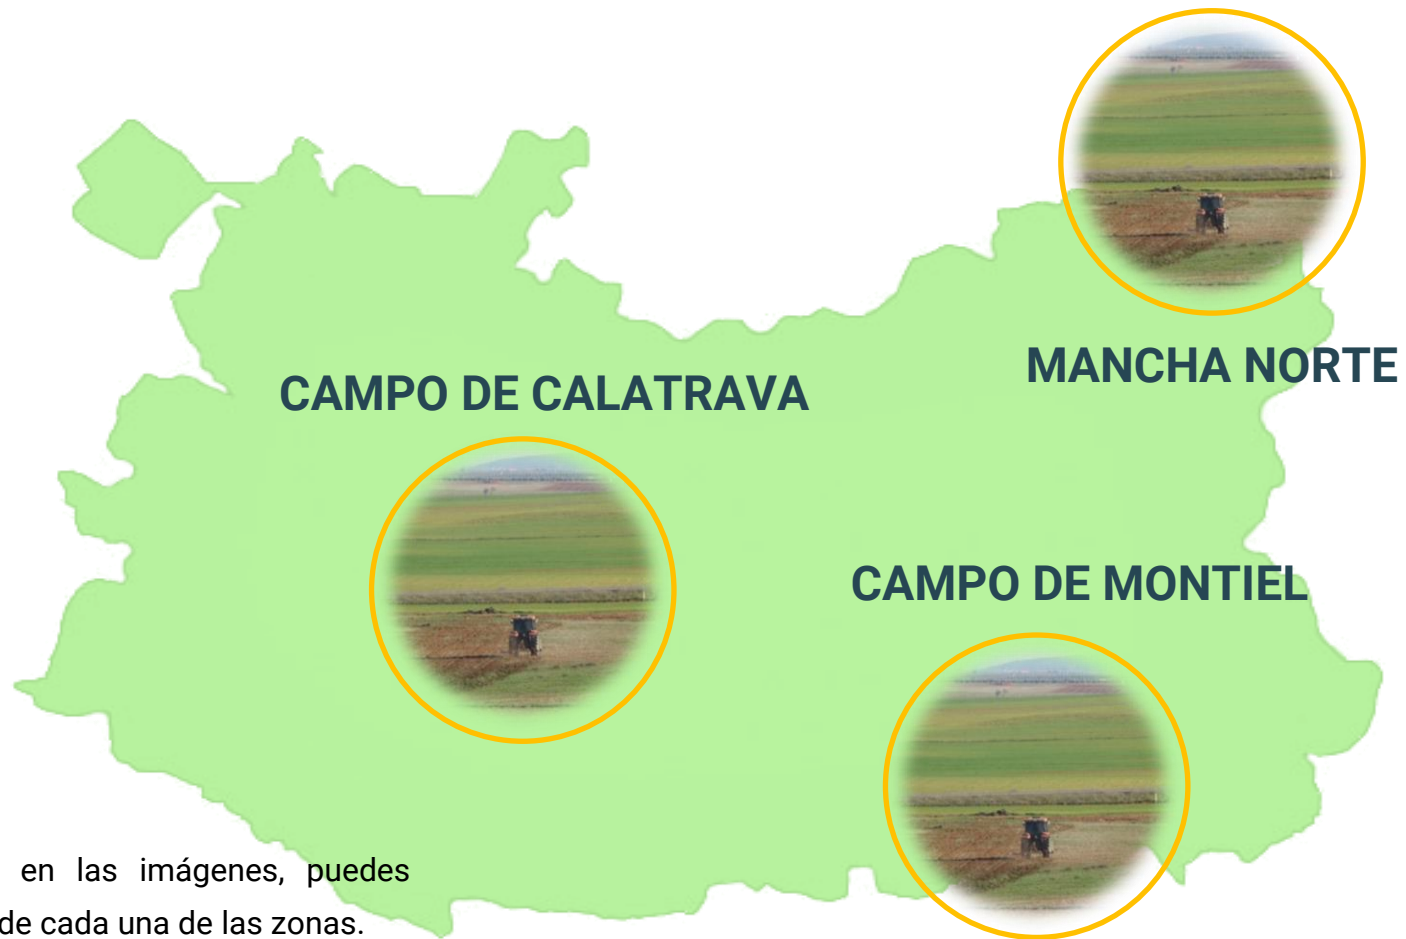 MANCHA NORTE
CAMPO DE CALATRAVA
CAMPO DE MONTIEL
en las imágenes, puedes
de cada una de las zonas.